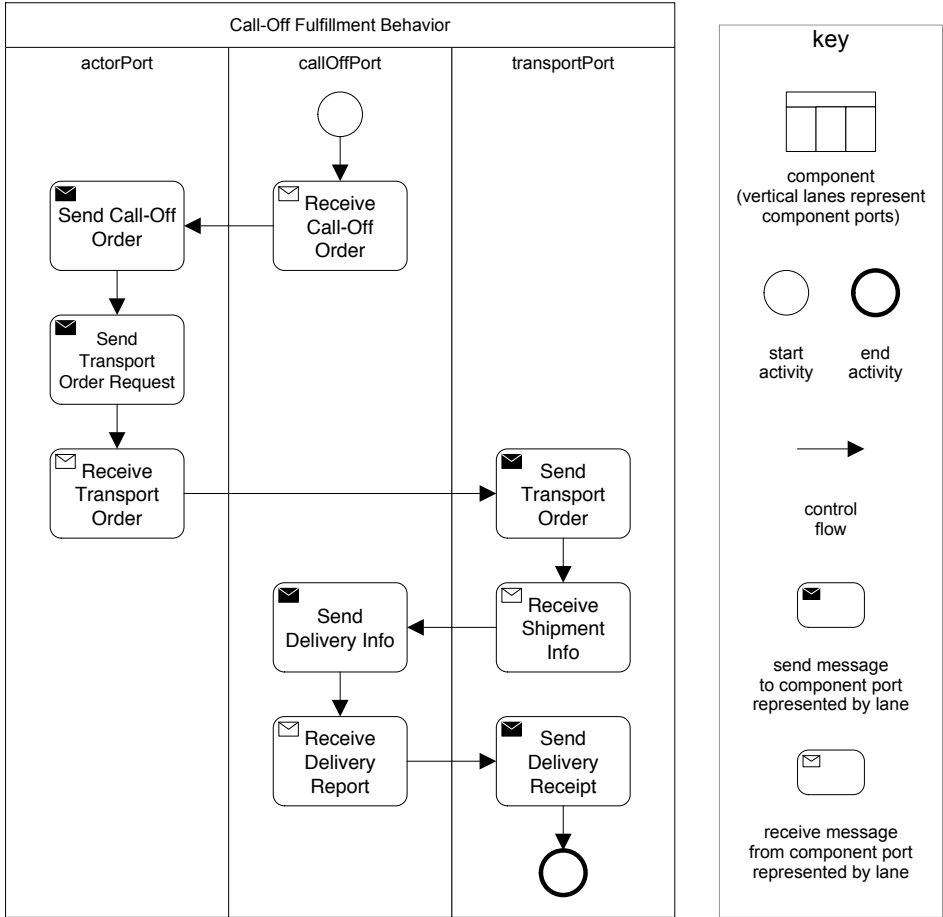 Call-Off Fulfillment Behavior
actorPort
callOffPort
transportPort
Receive
Call-Off
Order
Send Call-Off
Order
Send
Transport
Order Request
Receive
Transport
Order
Send
Transport
Order
Receive
Shipment
Info
Send
Delivery Info
Receive
Delivery
Report
Send
Delivery
Receipt
key
component
(vertical lanes represent
component ports)
start
activity
end
activity
control
flow
send message
to component port
represented by lane
receive message
from component port
represented by lane